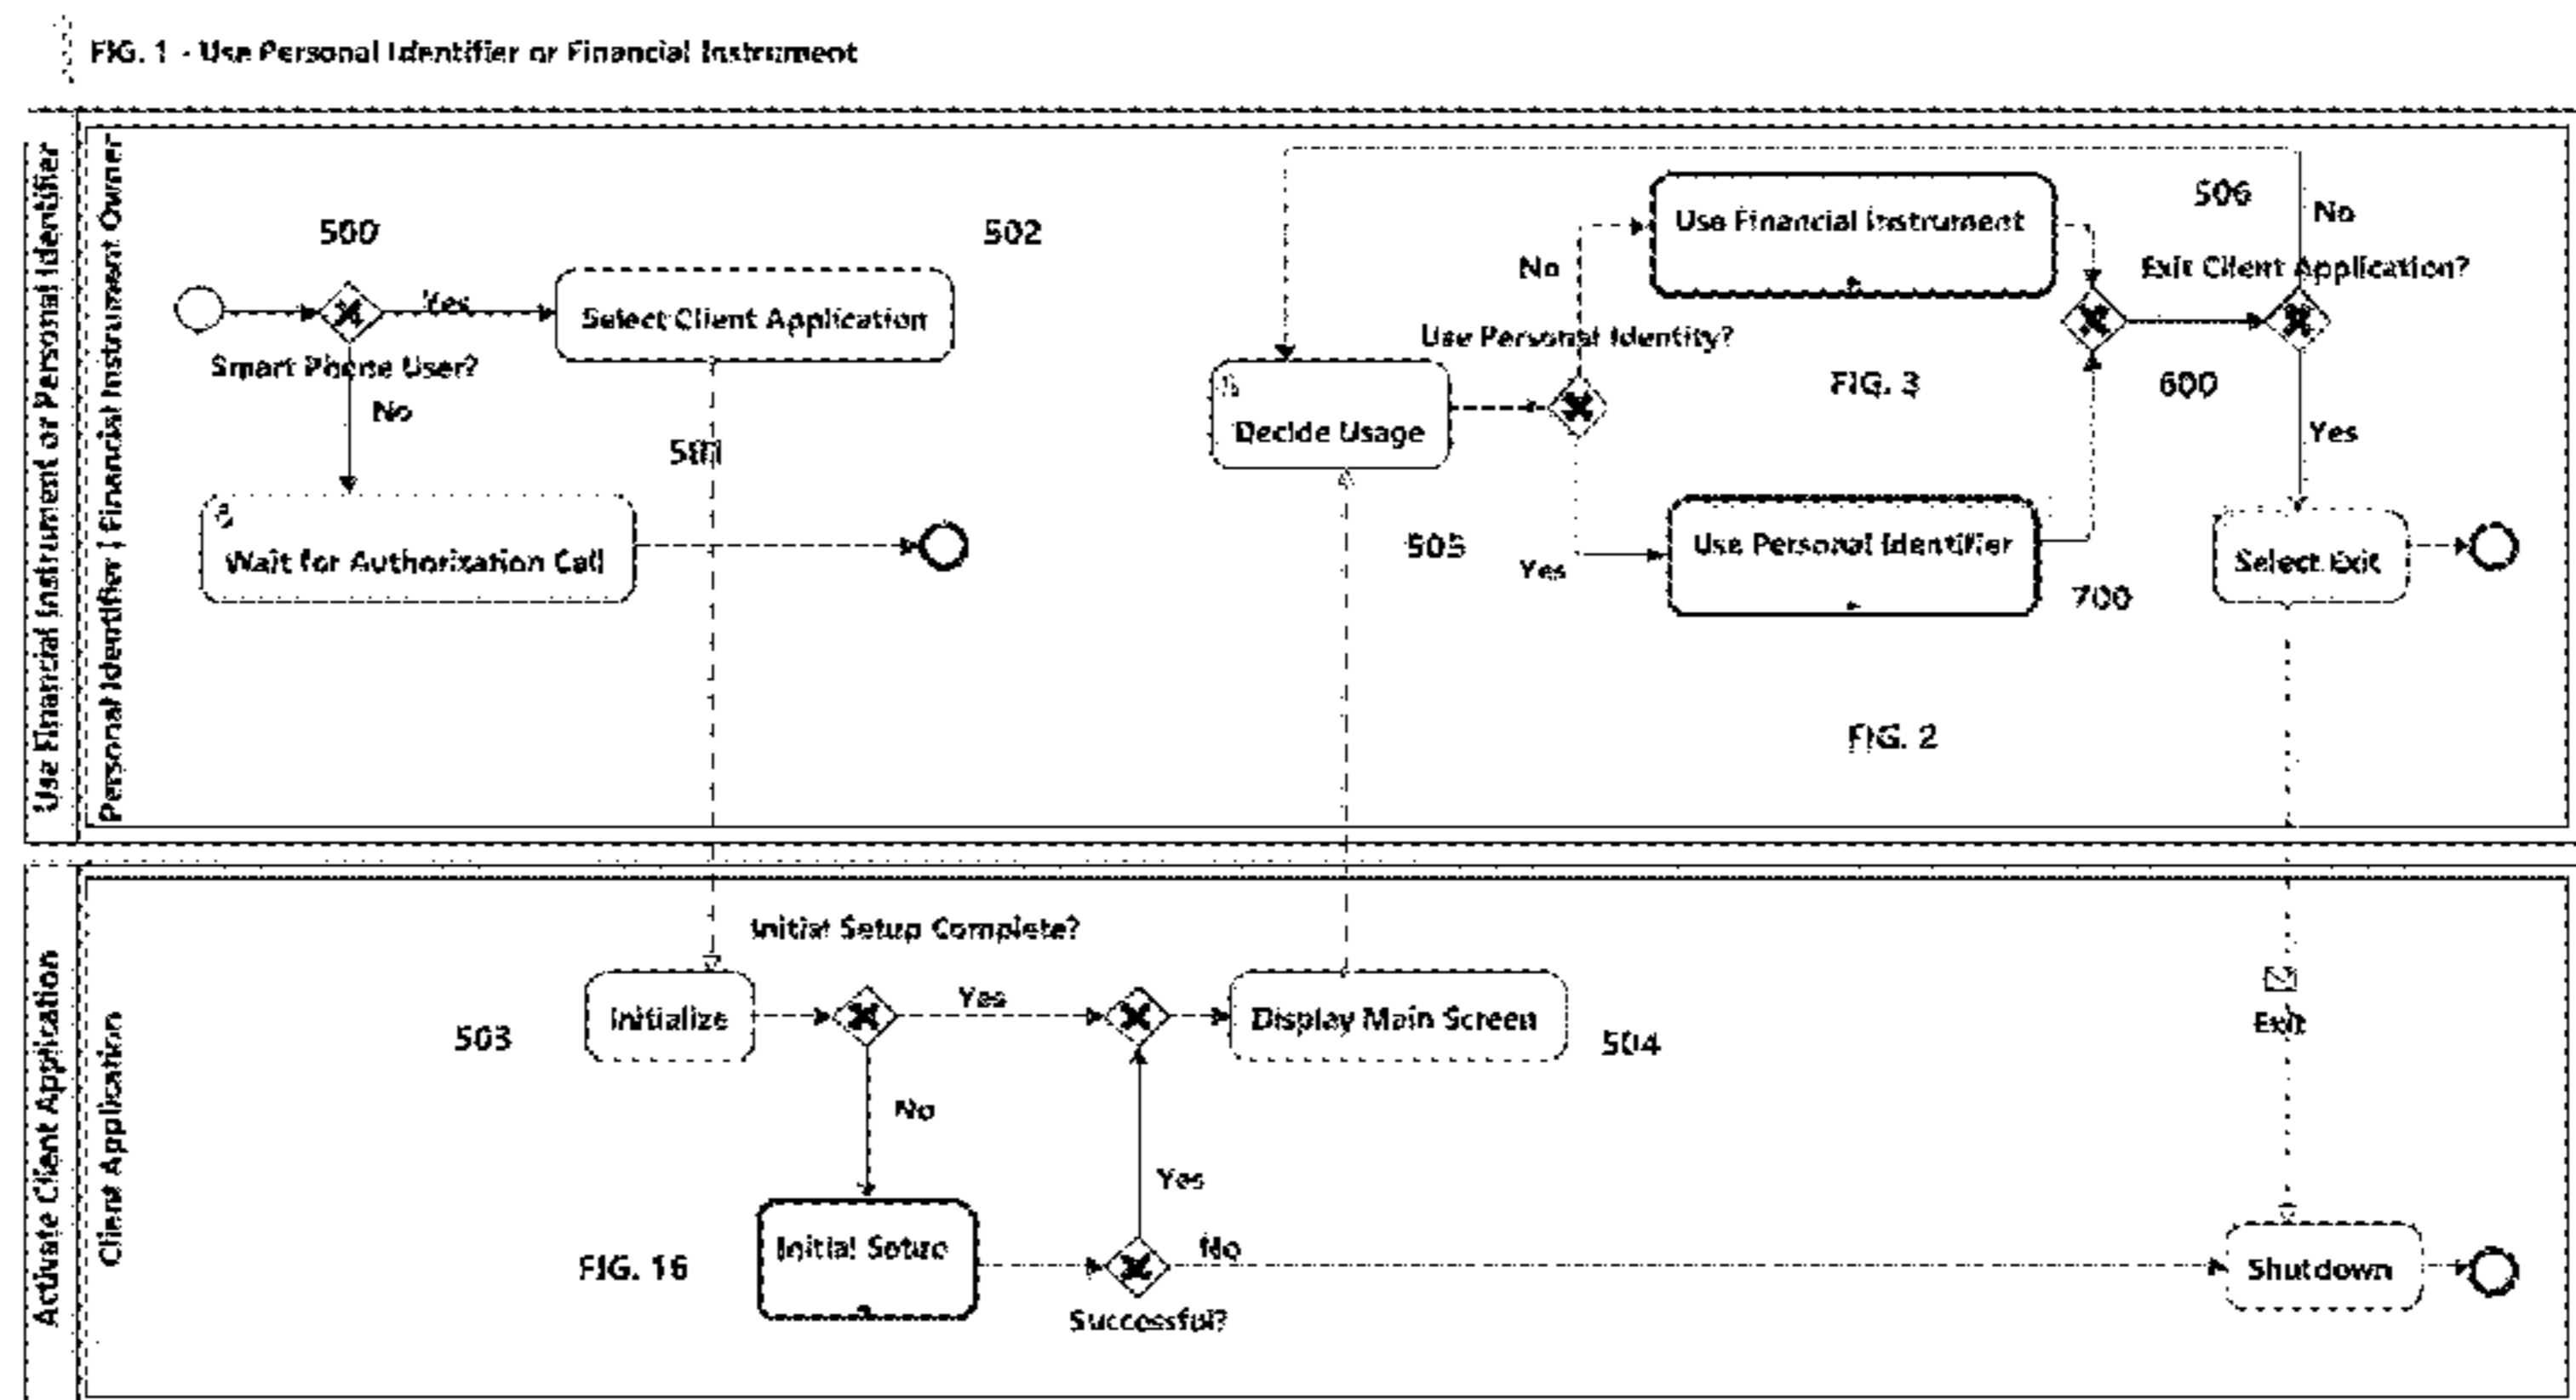 FIG. 1 - Use Personal Identifier or Financial Instrument
Use Financial Instrument or Personal Identifier
Personal Identifier | Financial Instrument Owner
500
502
506
No
Use Financial Instrument
No
Exit Client Application?
Yes
Select Client Application
Smart Phone User?
Use Personal Identity?
FIG. 3
600
No
Decide Usage
Yes
501
505
Use Personal Identifier
Wait for Authorization Call
Yes
Select Exit
700
FIG. 2
Activate Client Application
Client Application
Initial Setup Complete?
Yes
Initialize
Display Main Screen
503
504
Exit
No
Yes
Initial Setup
No
FIG. 16
Shutdown
Successful?